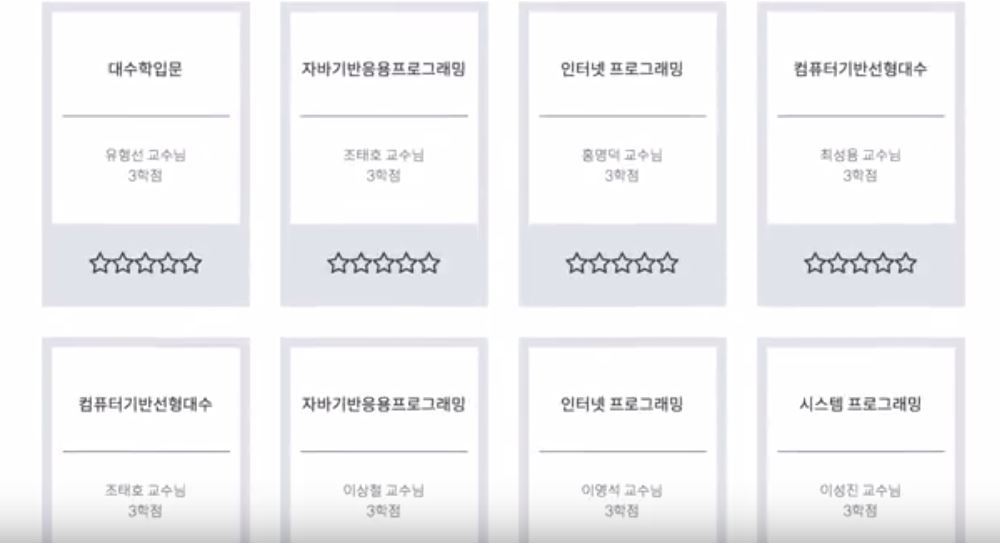 대수학입문
유형선 교수님
3학점
자바기반응용프로그래밍
조태호 교수님
3학점
인터넷 프로그래밍
홍명덕 교수님
3학점
컴퓨터기반선형대수
최성용 교수님
3학점
컴퓨터기반선형대수
조태호 교수님
3학점
자바기반응용프로그래밍
이상철 교수님
3학점
인터넷 프로그래밍
이영석 교수님
3학점
시스템 프로그래밍
이성진 교수님
3학점